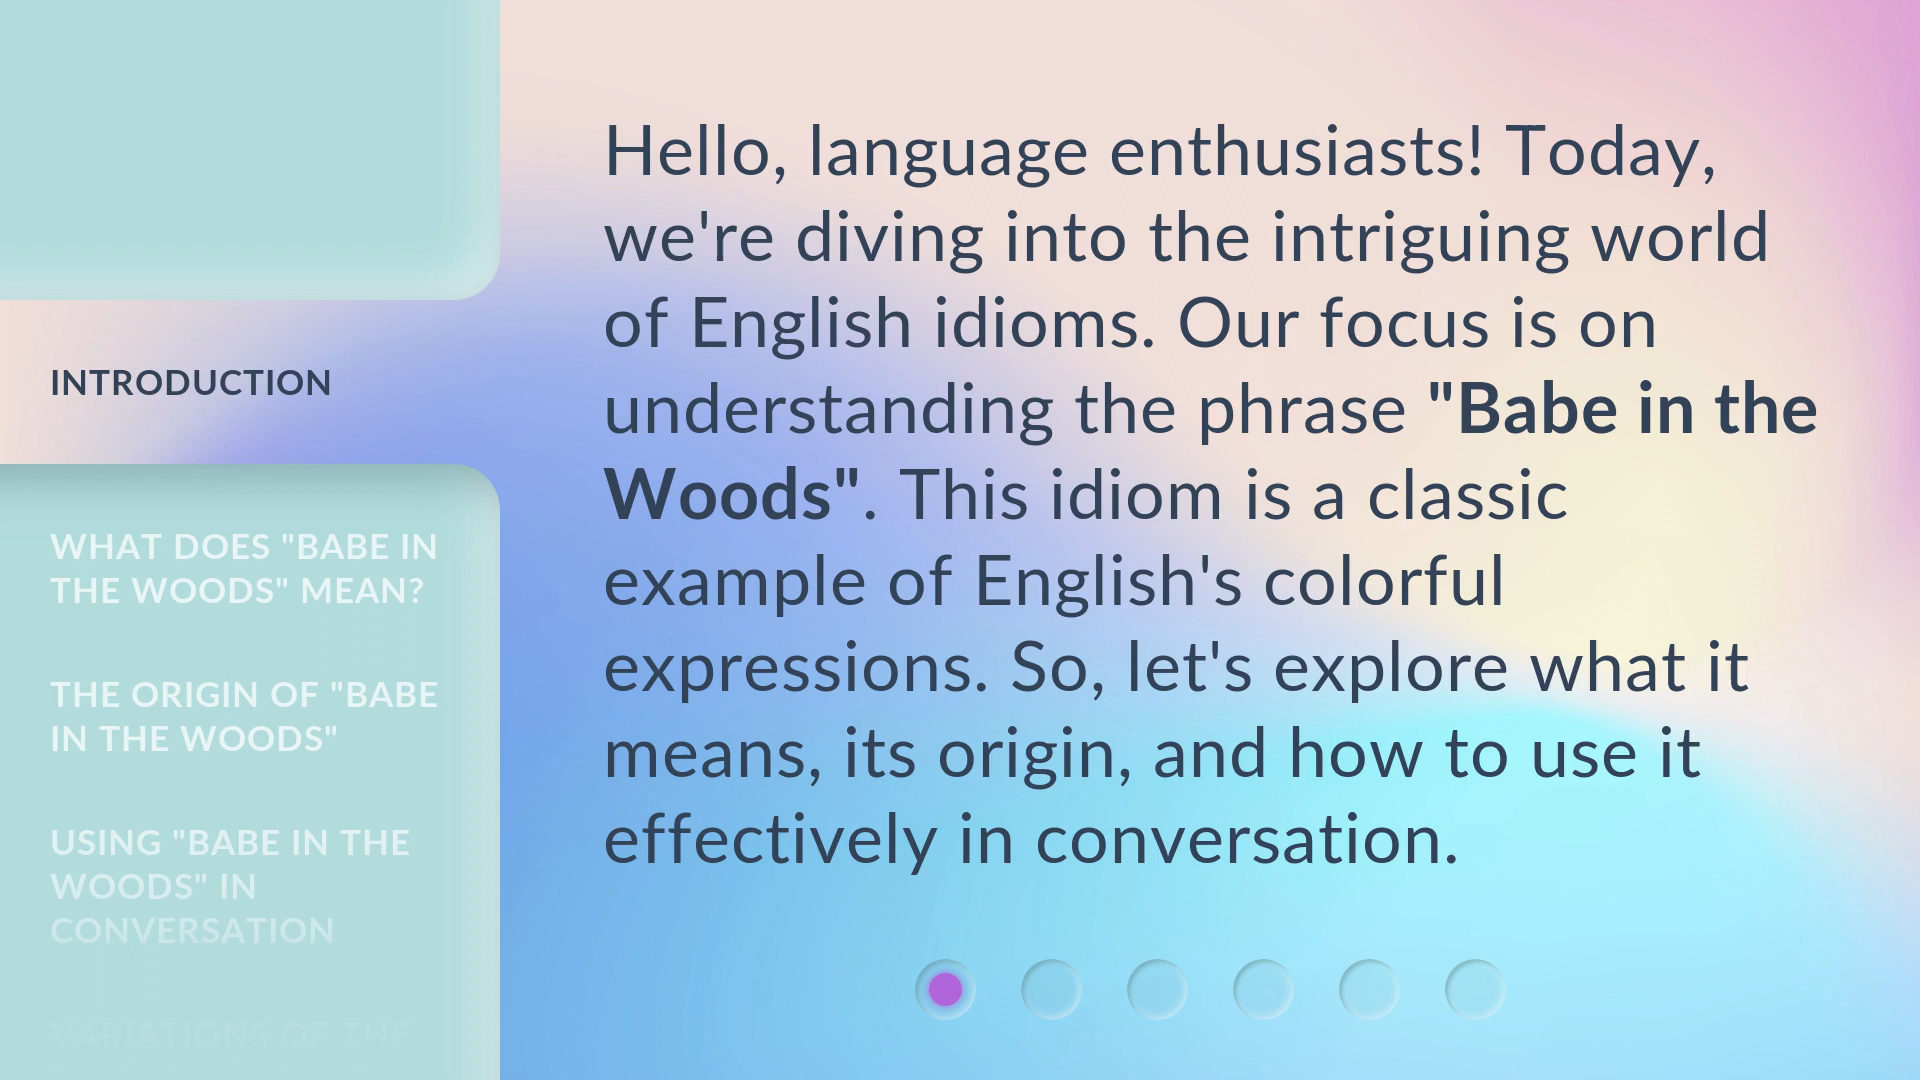 INTRODUCTION
WHAT DOES "BABE IN
THE WOODS" MEAN?
THE ORIGIN OF "BABE
IN THE WOODS"
USING "BABE IN THE
WOODS" IN
CONVERSATION
VARIATIONS OF THE
Hello, language enthusiasts! Today,
we're diving into the intriguing world
of English idioms. Our focus is on
understanding the phrase "Babe in the
Woods". This idiom is a classic
example of English's colorful
expressions. So, let's explore what it
means, its origin, and how to use it
effectively in conversation.